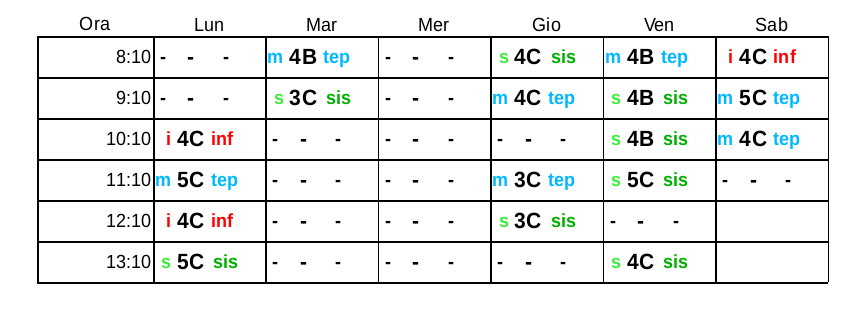 Ora Lun Mar Mer Gio Ven Sab
8:10 - - - m 4B tep - - - s 4C sis m 4B tep i 4C inf
9:10 - - - s 3C sis - - - m 4C tep s 4B sis m 5C tep
10:10 i 4C inf - - - - - - - - - s 4B sis m 4C tep
11:10 m 5C tep - - - - - - m 3C tep s 5C sis - - -
12:10 i 4C inf - - - - - - s 3C sis - - -
13:10 s 5C sis - - - - - - - - - s 4C sis